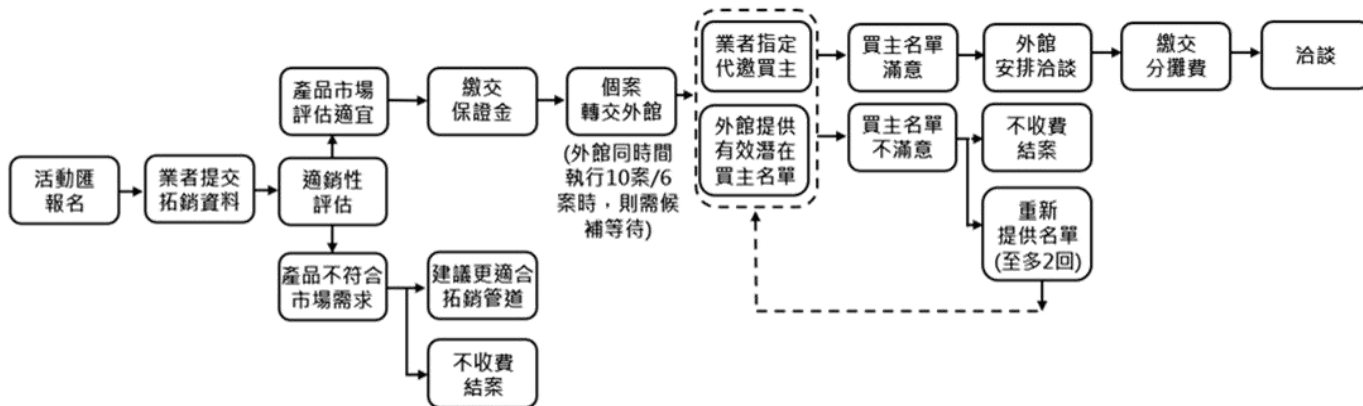 活動匯
報名
業者提交
拓銷資料
適銷性
評估
產品市場
評估適宜
繳交
保證金
個案
轉交外館
(外館同時間
執行10案/6
案時，則需候
補等待)
產品不符合
市場需求
建議更適合
拓銷管道
不收費
結案
業者指定
代邀買主
外館提供
有效潛在
買主名單
買主名單
滿意
外館
安排洽談
繳交
分攤費
洽談
買主名單
不滿意
不收費
結案
重新
提供名單
(至多2回)